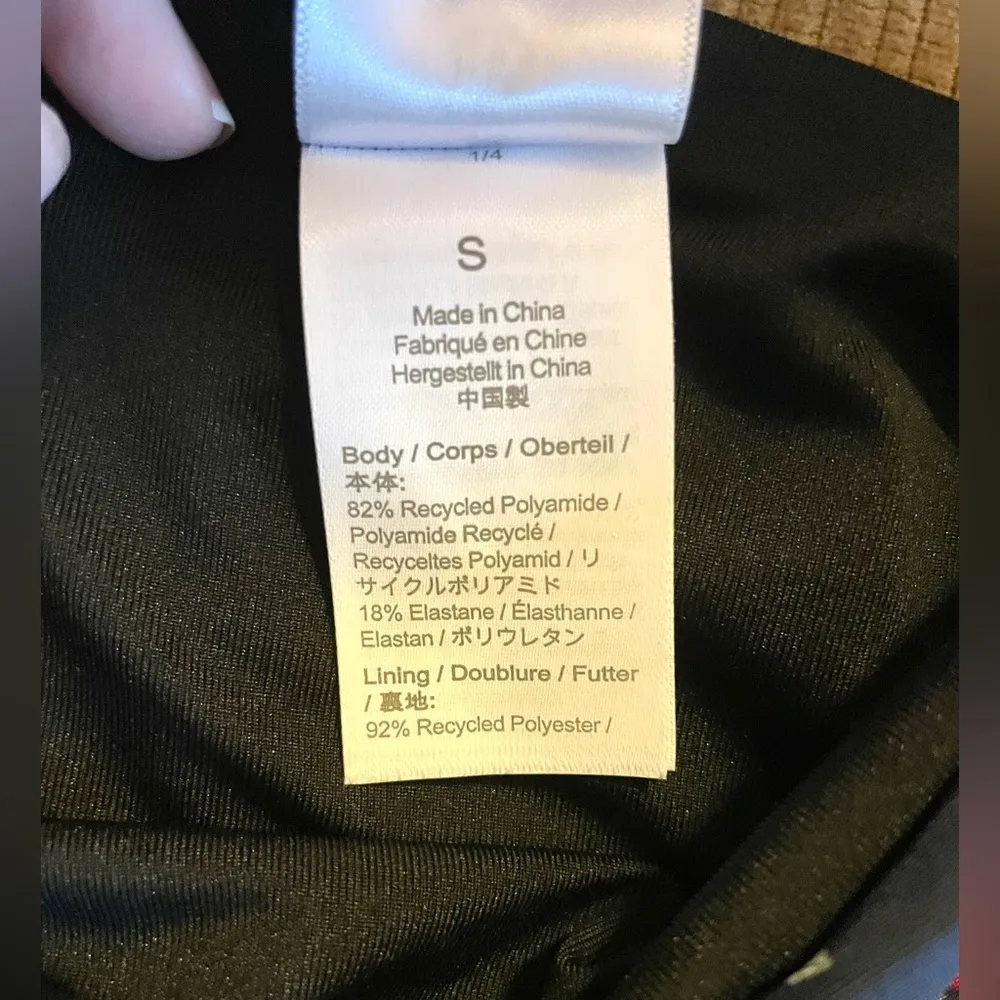 1/4
S
Made in China
Fabriqué en Chine
Hergestellt in China
中国製
Body / Corps / Oberteil /
本体:
82% Recycled Polyamide /
Polyamide Recyclé /
Recyceltes Polyamid / リ
サイクルポリアミド
18% Elastane / Élasthanne /
Elastan / ポリウレタン
Lining / Doublure / Futter
/ 裏地:
92% Recycled Polyester /